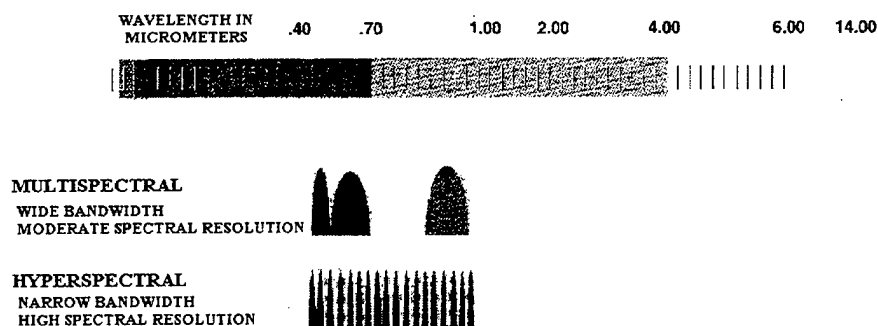 WAVELENGTH IN
MICROMETERS
.40 .70 1.00 2.00 4.00 6.00 14.00
MULTISPECTRAL
WIDE BANDWIDTH
MODERATE SPECTRAL RESOLUTION
HYPERSPECTRAL
NARROW BANDWIDTH
HIGH SPECTRAL RESOLUTION